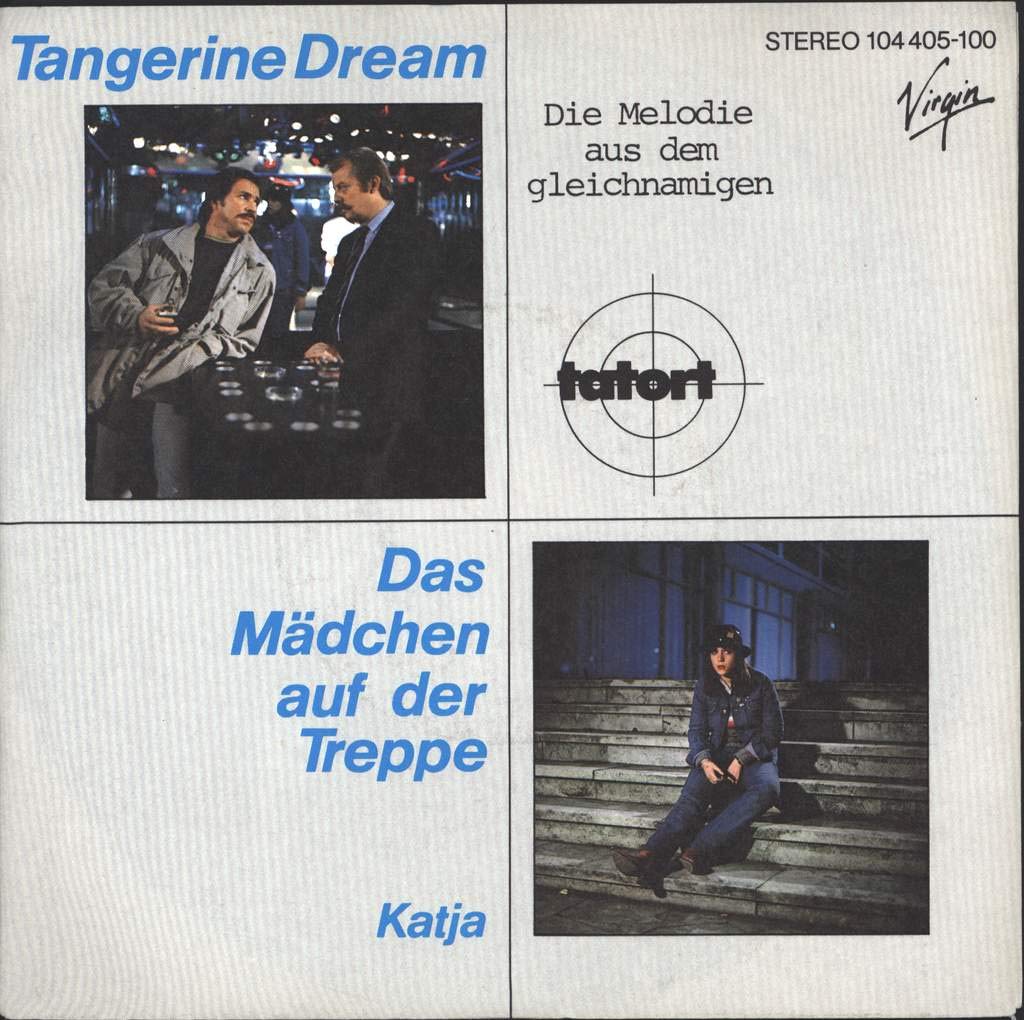 Tangerine Dream
STEREO 104 405-100
Virgin
Die Melodie
aus dem
gleichnamigen
tatort
Das
Mädchen
auf der
Treppe
Katja